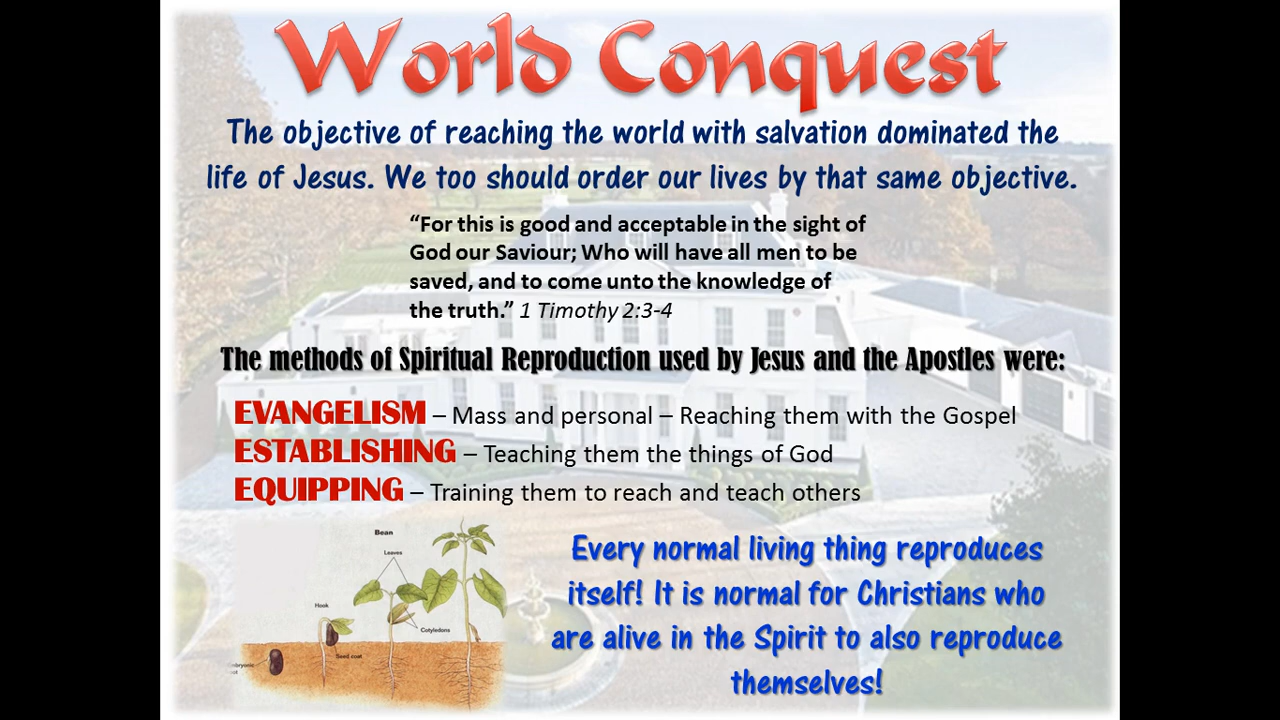 World Conquest
The objective of reaching the world with salvation dominated the
life of Jesus. We too should order our lives by that same objective.
“For this is good and acceptable in the sight of
God our Saviour; Who will have all men to be
saved, and to come unto the knowledge of
the truth.” 1 Timothy 2:3-4
The methods of Spiritual Reproduction used by Jesus and the Apostles were:
EVANGELISM – Mass and personal – Reaching them with the Gospel
ESTABLISHING – Teaching them the things of God
EQUIPPING – Training them to reach and teach others
Bean
Leaves
Hook
Cotyledons
Seed coat
Every normal living thing reproduces
itself! It is normal for Christians who
are alive in the Spirit to also reproduce
themselves!